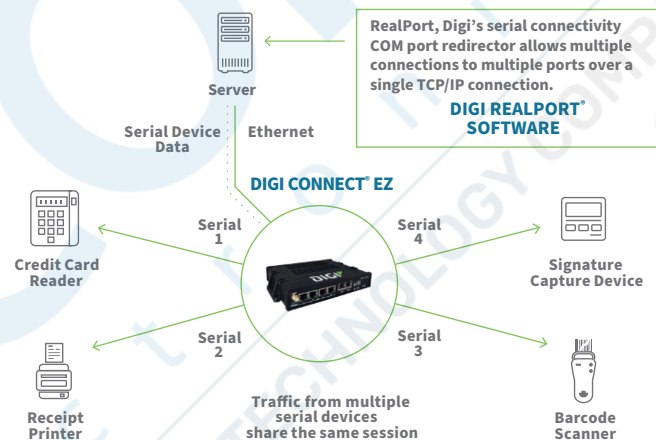 RealPort, Digi's serial connectivity
COM port redirector allows multiple
connections to multiple ports over a
single TCP/IP connection.
DIGI REALPORT®
SOFTWARE
Server
Serial Device
Data
Ethernet
DIGI CONNECT® EZ
Serial
1
Serial
4
Credit Card
Reader
DIGI
Signature
Capture Device
Serial
2
Serial
3
Receipt
Printer
Traffic from multiple
serial devices
share the same session
Barcode
Scanner